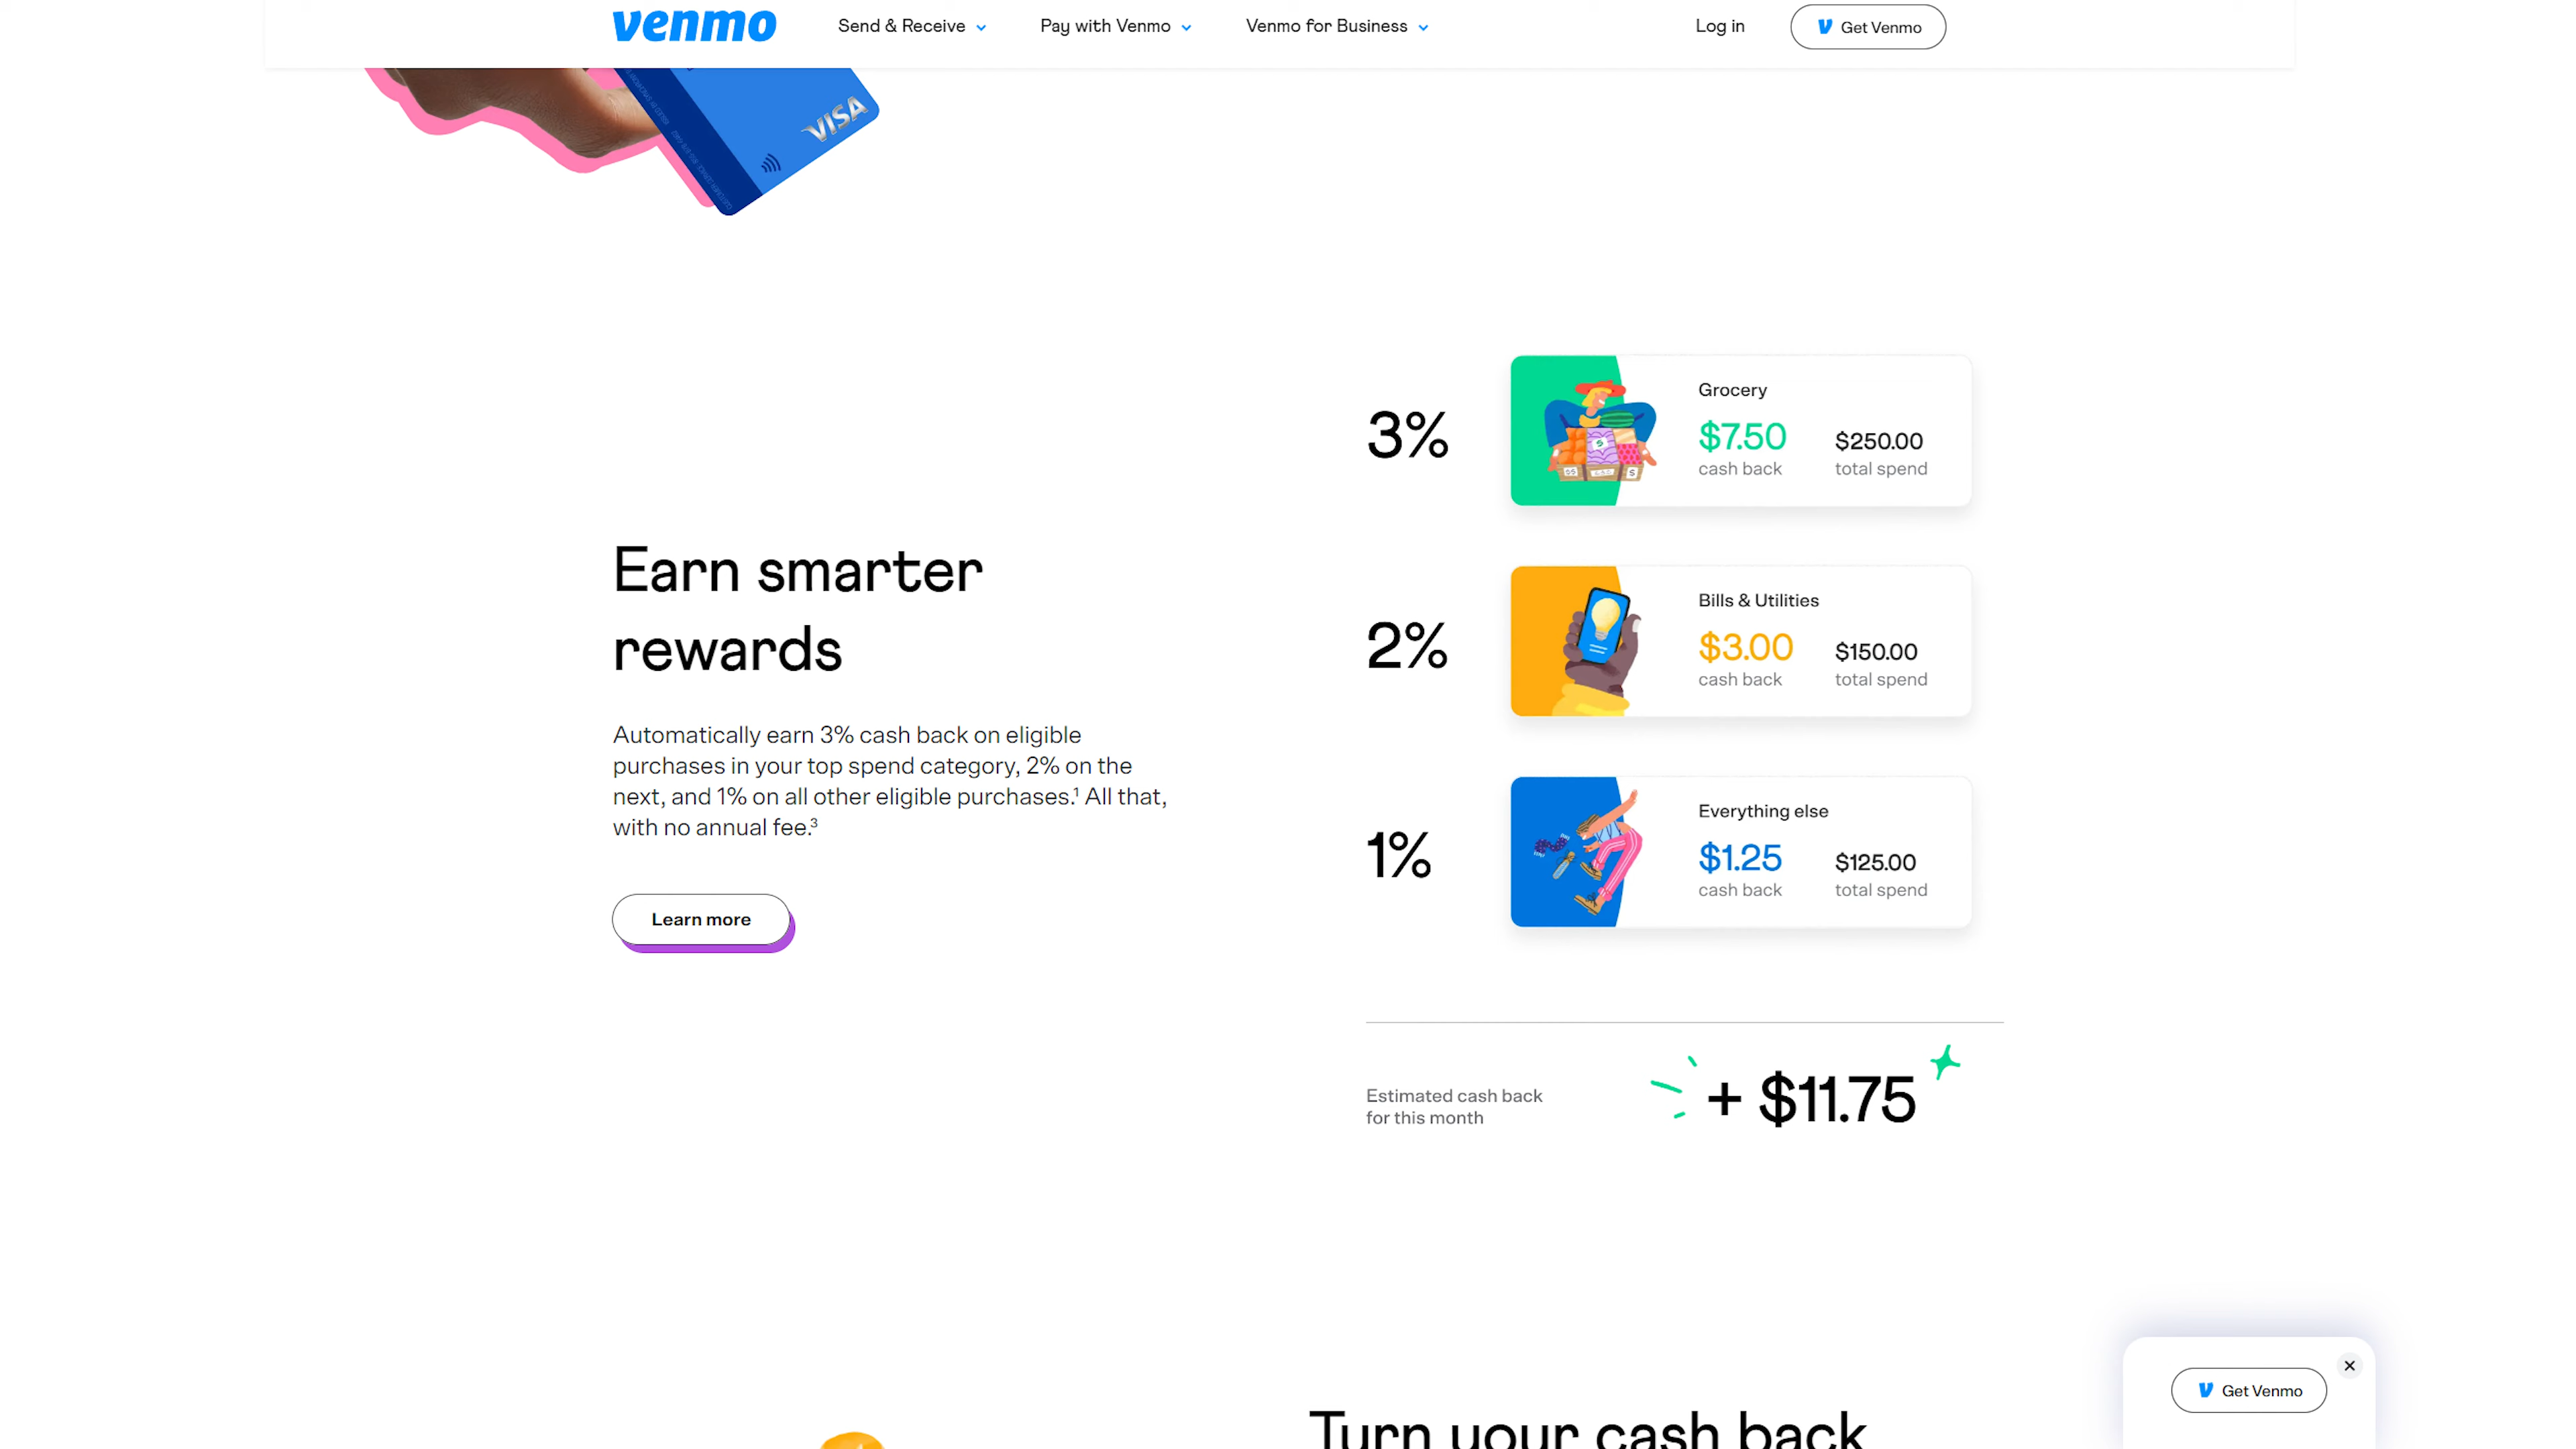 venmo
Send & Receive
Pay with Venmo
Venmo for Business
Log in
Get Venmo
VISA
Earn smarter
rewards
Automatically earn 3% cash back on eligible
purchases in your top spend category, 2% on the
next, and 1% on all other eligible purchases.¹ All that,
with no annual fee.³
Learn more
3%
Grocery
$7.50
$250.00
cash back
total spend
2%
Bills & Utilities
$3.00
$150.00
cash back
total spend
1%
Everything else
$1.25
$125.00
cash back
total spend
Estimated cash back
for this month
+ $11.75
Turn your cash back
Get Venmo